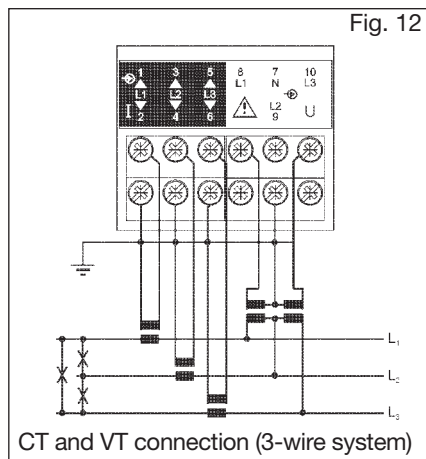 Fig. 12
1 3 5 8 7 10
L1 N L3
L1 L2 L3
L2
I 2 4 6 9 U
L1
L2
L3
CT and VT connection (3-wire system)